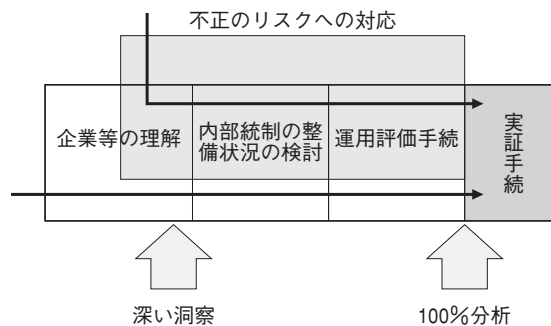 不正のリスクへの対応
企業等の理解
内部統制の整
備状況の検討
運用評価手続
実証手続
深い洞察
100%分析